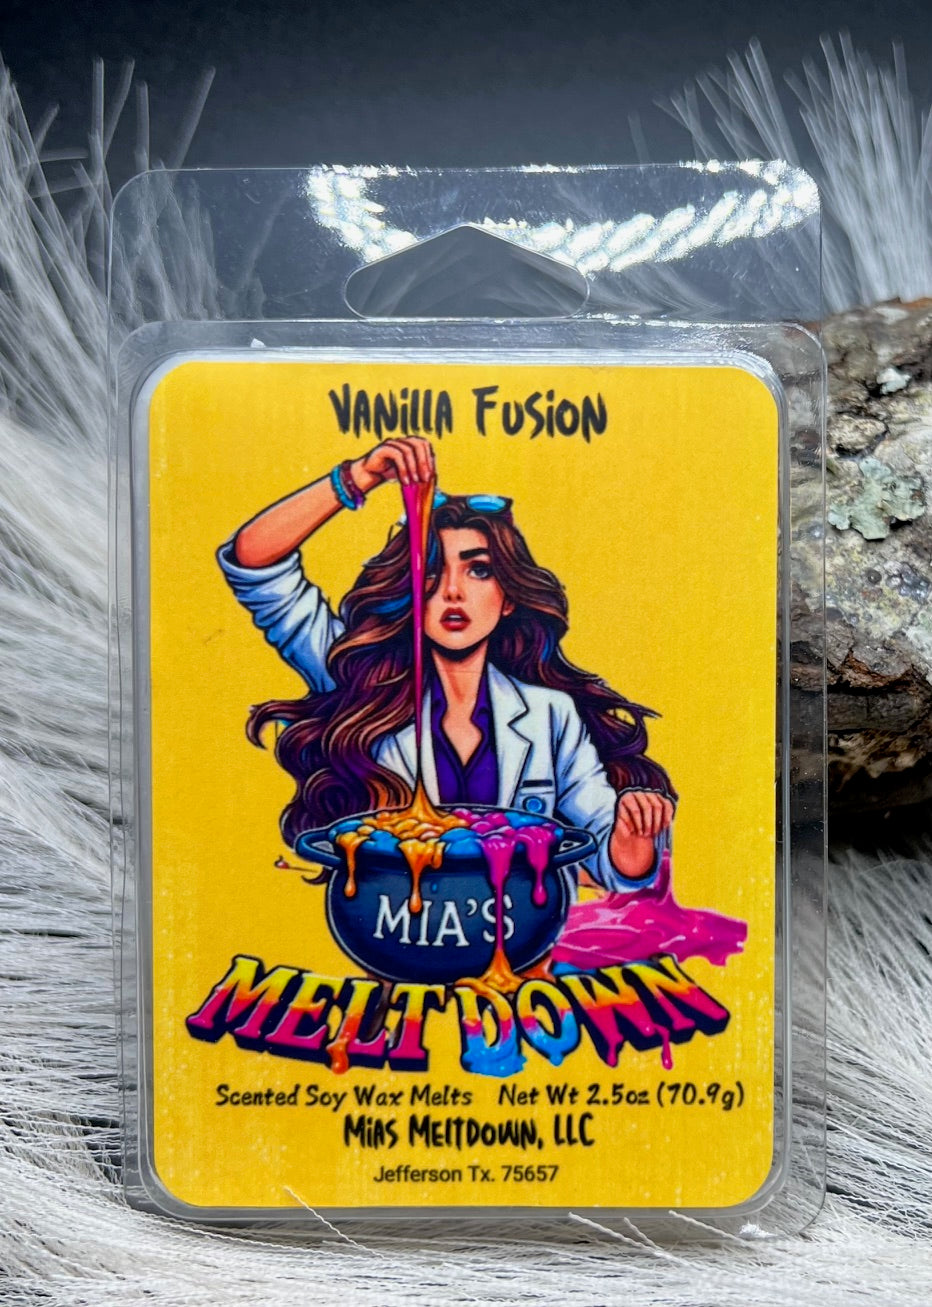 Vanilla Fusion
MIA'S
MELTDOWN
Scented Soy Wax Melts Net Wt 2.5oz (70.9g)
Mias Meltdown, LLC
Jefferson Tx. 75657